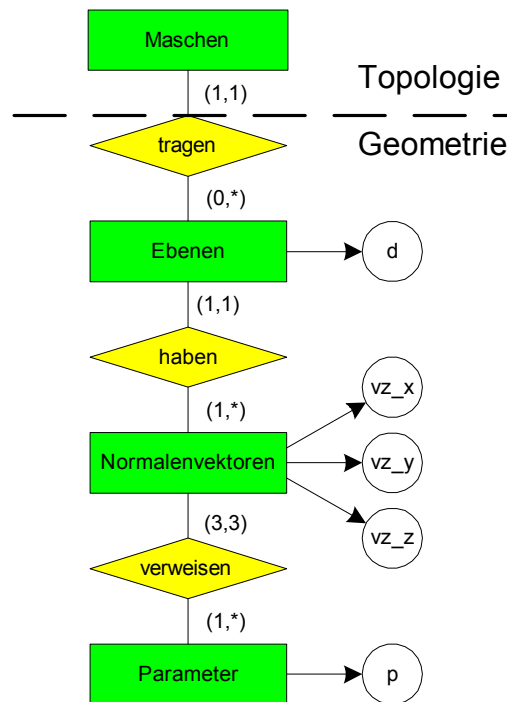 Maschen
(1,1)
Topologie
tragen
Geometrie
(0,*)
Ebenen
d
(1,1)
haben
vz_x
(1,*)
Normalenvektoren
vz_y
(3,3)
vz_z
verweisen
(1,*)
Parameter
p